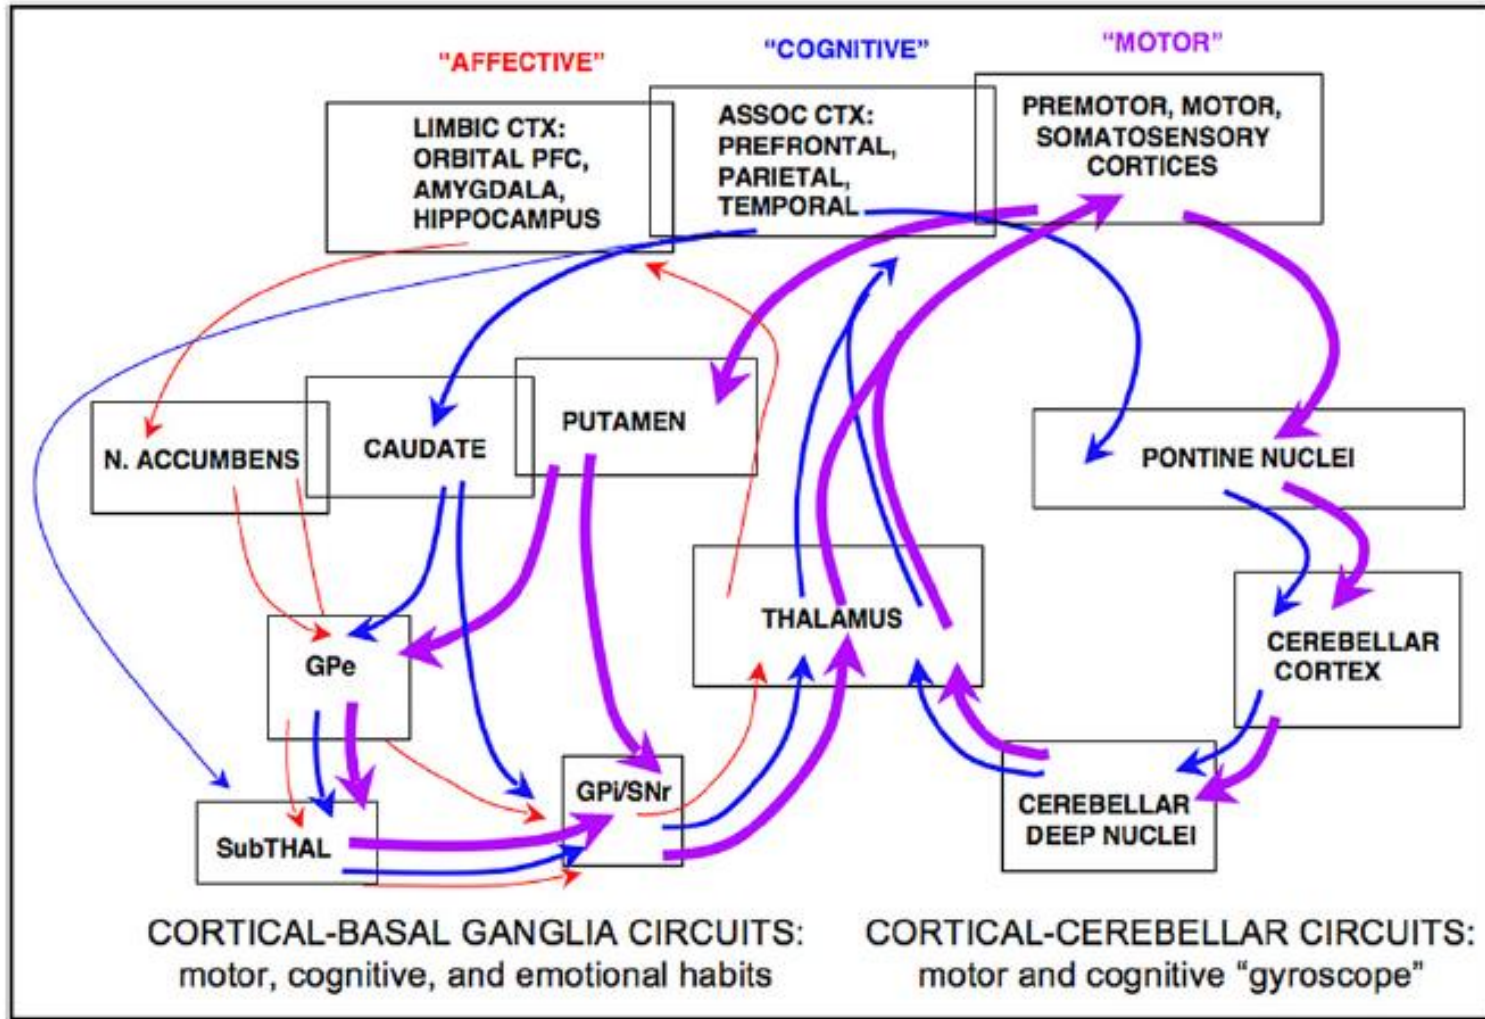 "AFFECTIVE"
"COGNITIVE"
"MOTOR"
LIMBIC CTX:
ORBITAL PFC,
AMYGDALA,
HIPPOCAMPUS
ASSOC CTX:
PREFRONTAL,
PARIETAL,
TEMPORAL
PREMOTOR, MOTOR,
SOMATOSENSORY
CORTICES
N. ACCUMBENS
CAUDATE
PUTAMEN
PONTINE NUCLEI
GPe
THALAMUS
CEREBELLAR
CORTEX
SubTHAL
GPi/SNr
CEREBELLAR
DEEP NUCLEI
CORTICAL-BASAL GANGLIA CIRCUITS:
motor, cognitive, and emotional habits
CORTICAL-CEREBELLAR CIRCUITS:
motor and cognitive "gyroscope"